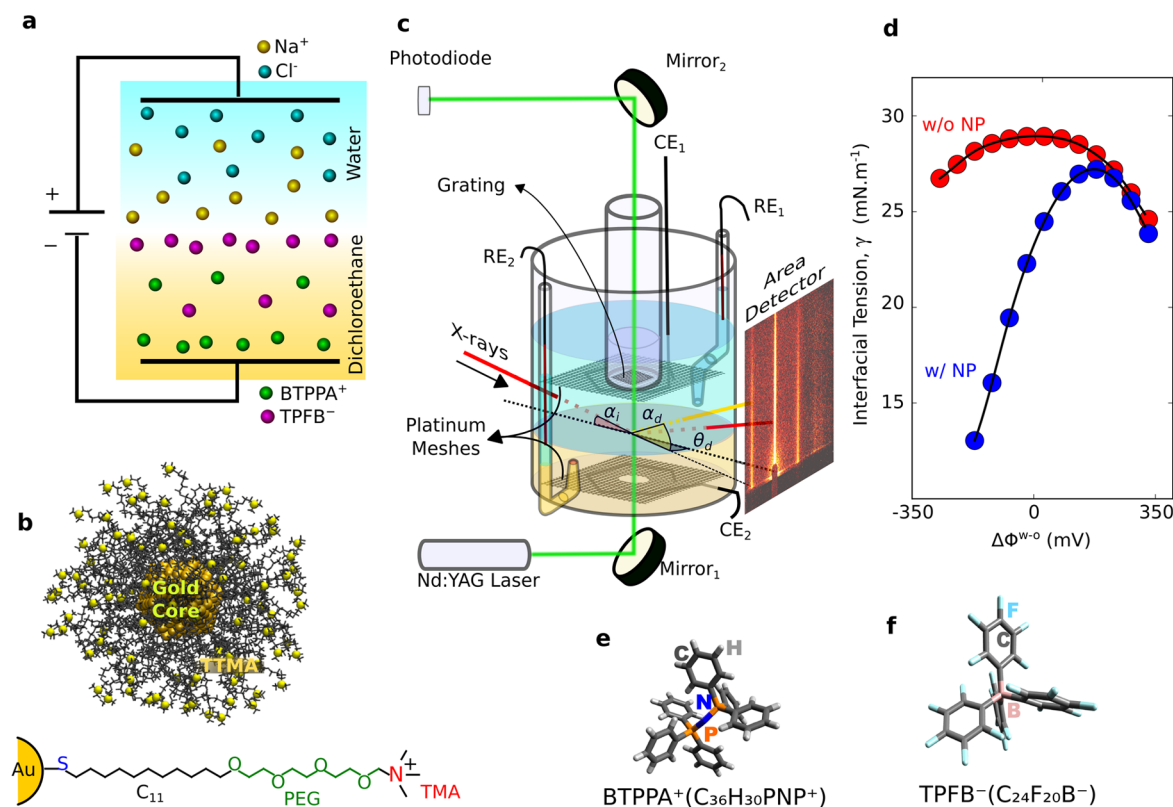 a
Na⁺
Cl⁻
+
−
Water
Dichloroethane
BTPPA⁺
TPFB⁻
b
Gold
Core
TTMA
Au
S
C₁₁
O
O
O
O
PEG
N
+
TMA
c
Photodiode
Mirror₂
CE₁
Grating
RE₁
RE₂
Area
Detector
X-rays
αᵢ
α_d
θ_d
Platinum
Meshes
CE₂
Nd:YAG Laser
Mirror₁
d
Interfacial Tension, γ (mN.m⁻¹)
30
25
20
15
w/o NP
w/ NP
-350
0
350
ΔΦʷ⁻ᵒ (mV)
e
C
H
N
P
BTPPA⁺(C₃₆H₃₀PNP⁺)
f
F
C
B
TPFB⁻(C₂₄F₂₀B⁻)